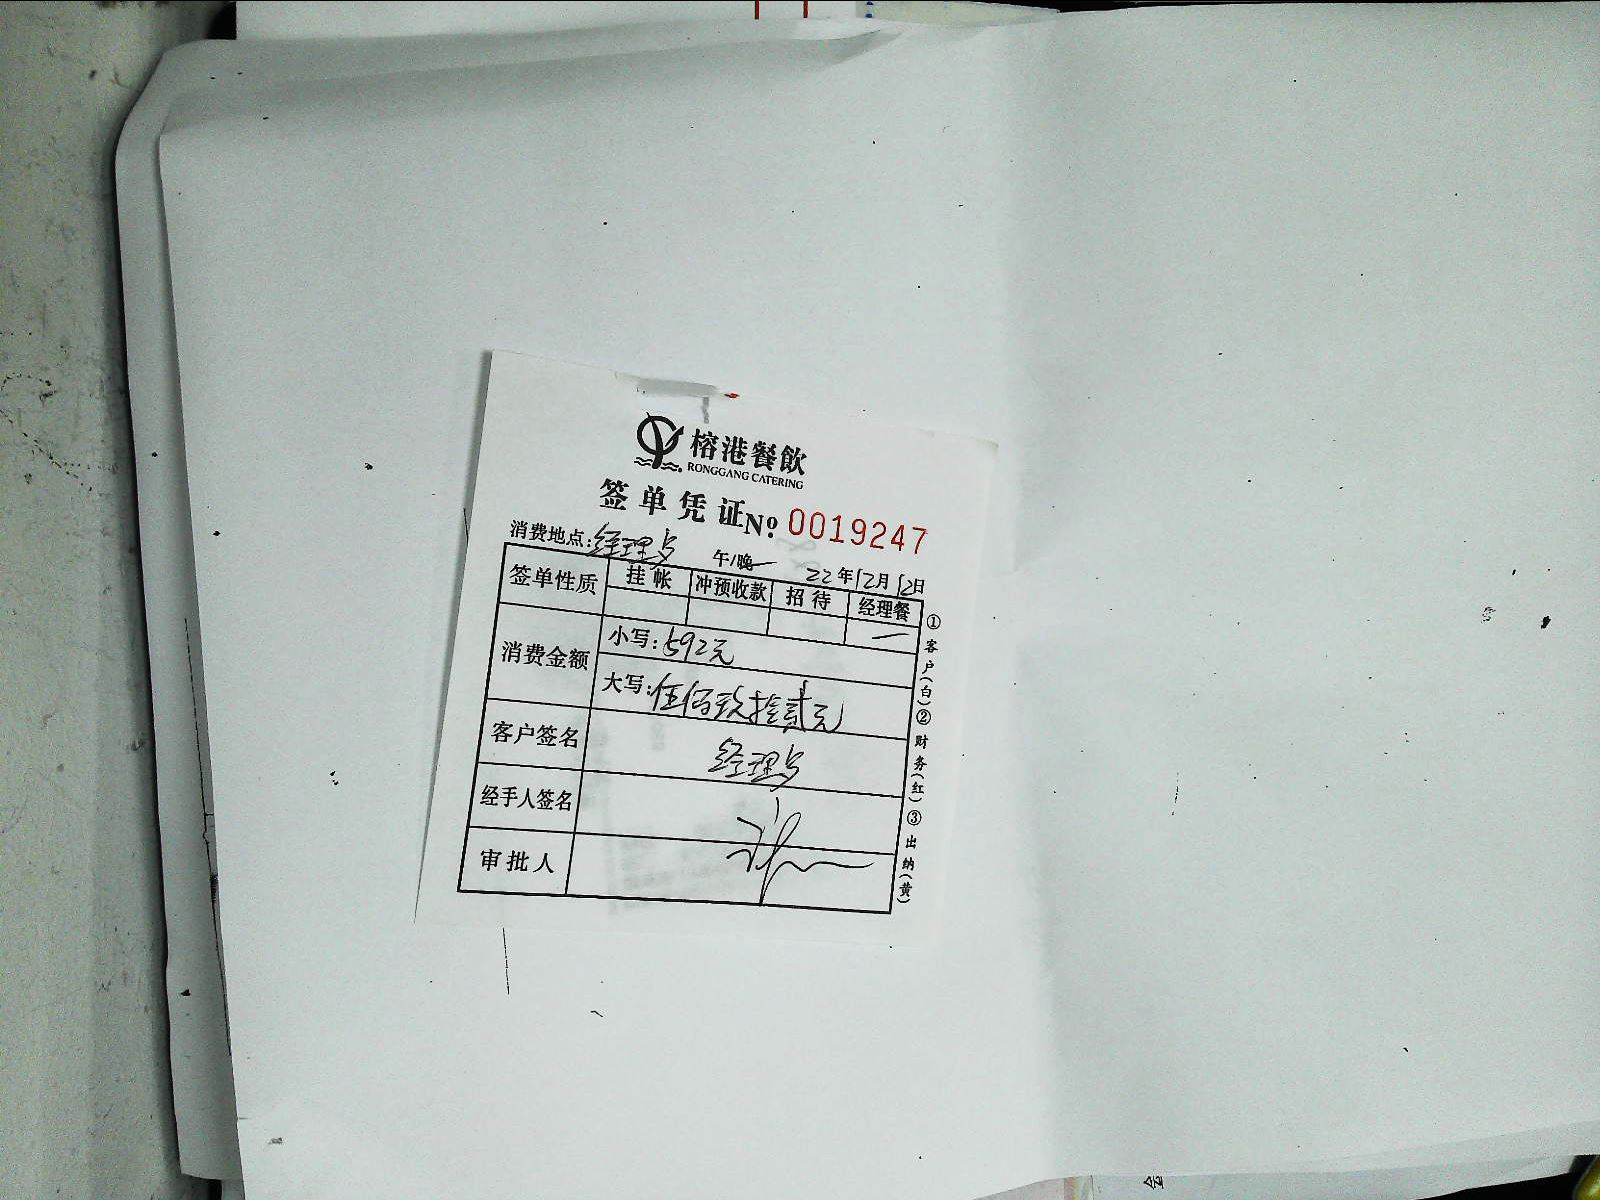 榕港餐飲
RONGGANG CATERING
签单凭证 No: 0019247
消费地点:经理
午/晚 22年12月12日
签单性质 挂帐 冲预收款 招待 经理餐
消费金额 小写:592元
大写:伍佰玖拾贰元
客户签名 经理
经手人签名
审批人
①客户(白)②财务(红)③出纳(黄)